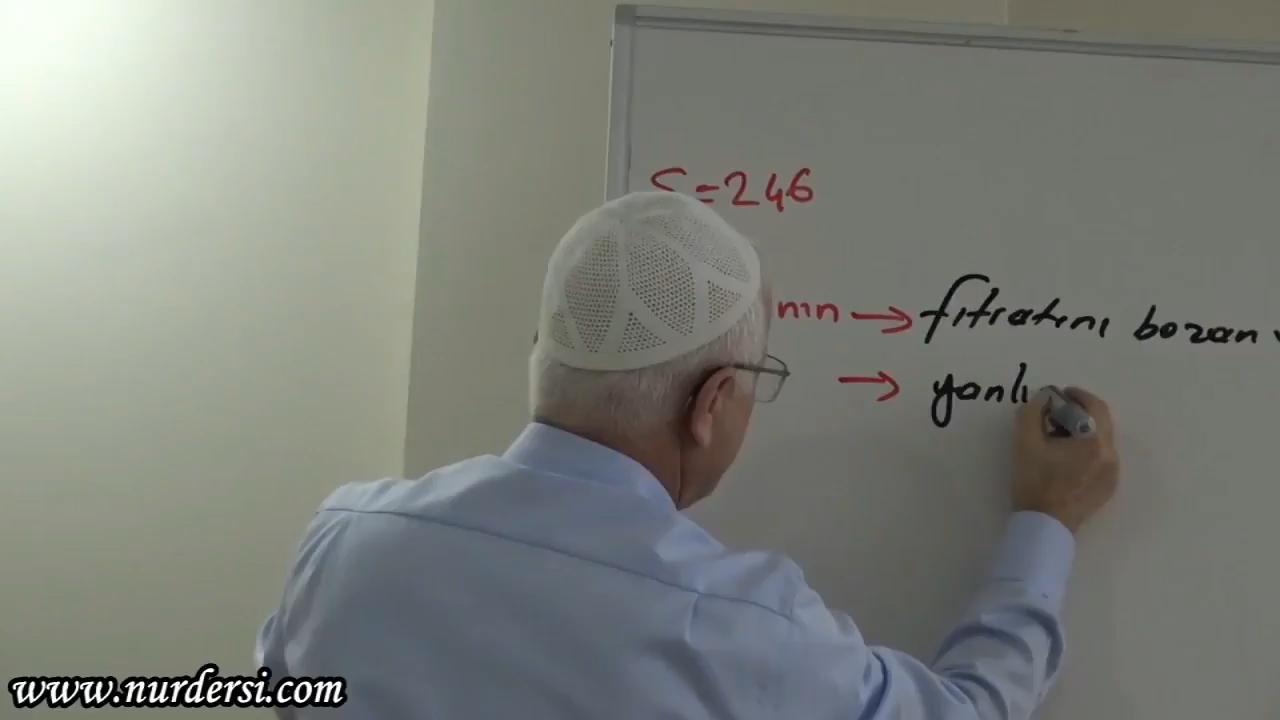 S=246
nın → fıtratını bozan
→ yanlı
www.nurdersi.com